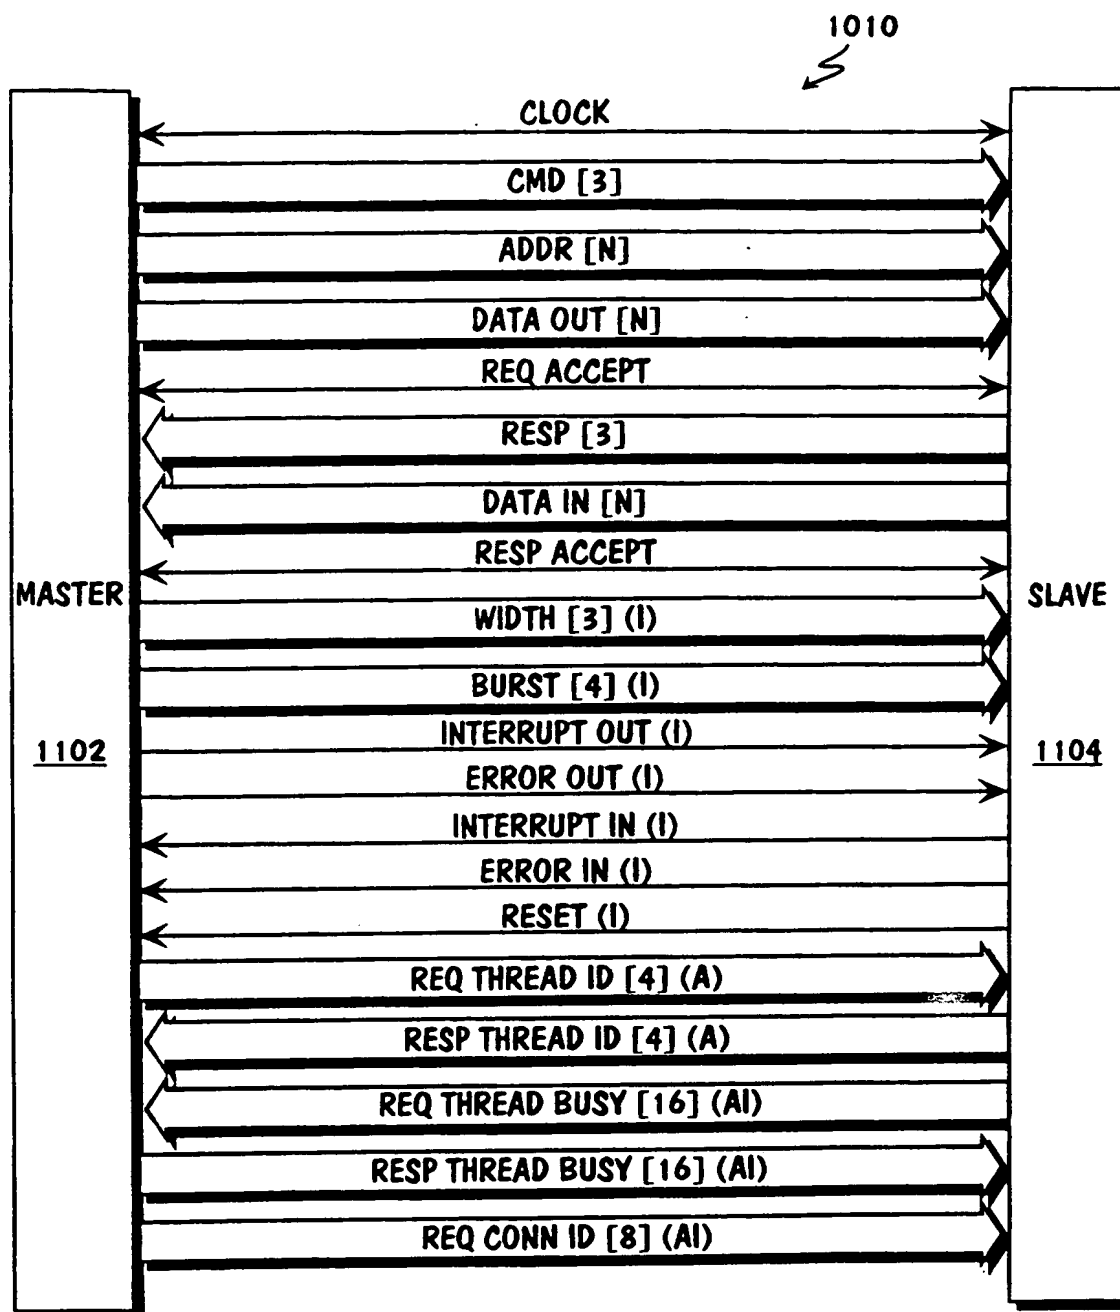 1010
CLOCK
CMD [3]
ADDR [N]
DATA OUT [N]
REQ ACCEPT
RESP [3]
DATA IN [N]
RESP ACCEPT
MASTER
SLAVE
WIDTH [3] (I)
BURST [4] (I)
INTERRUPT OUT (I)
1102
1104
ERROR OUT (I)
INTERRUPT IN (I)
ERROR IN (I)
RESET (I)
REQ THREAD ID [4] (A)
RESP THREAD ID [4] (A)
REQ THREAD BUSY [16] (AI)
RESP THREAD BUSY [16] (AI)
REQ CONN ID [8] (AI)